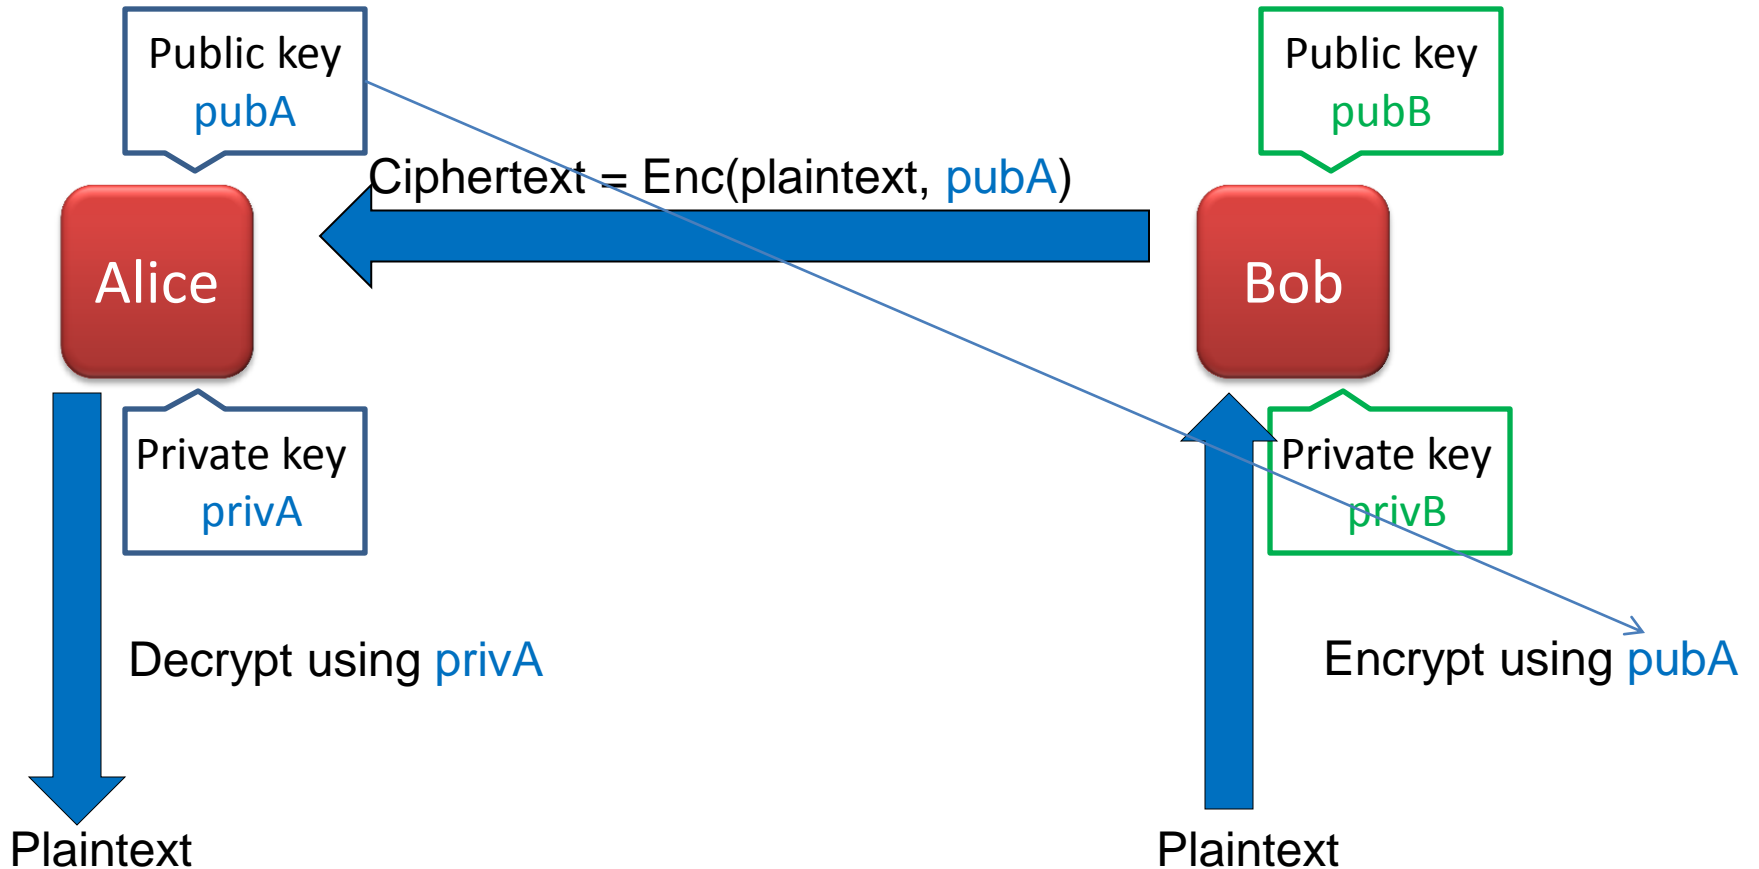 Public key
pubA
Public key
pubB
Ciphertext = Enc(plaintext, pubA)
Alice
Bob
Private key
privA
Private key
privB
Decrypt using privA
Encrypt using pubA
Plaintext
Plaintext